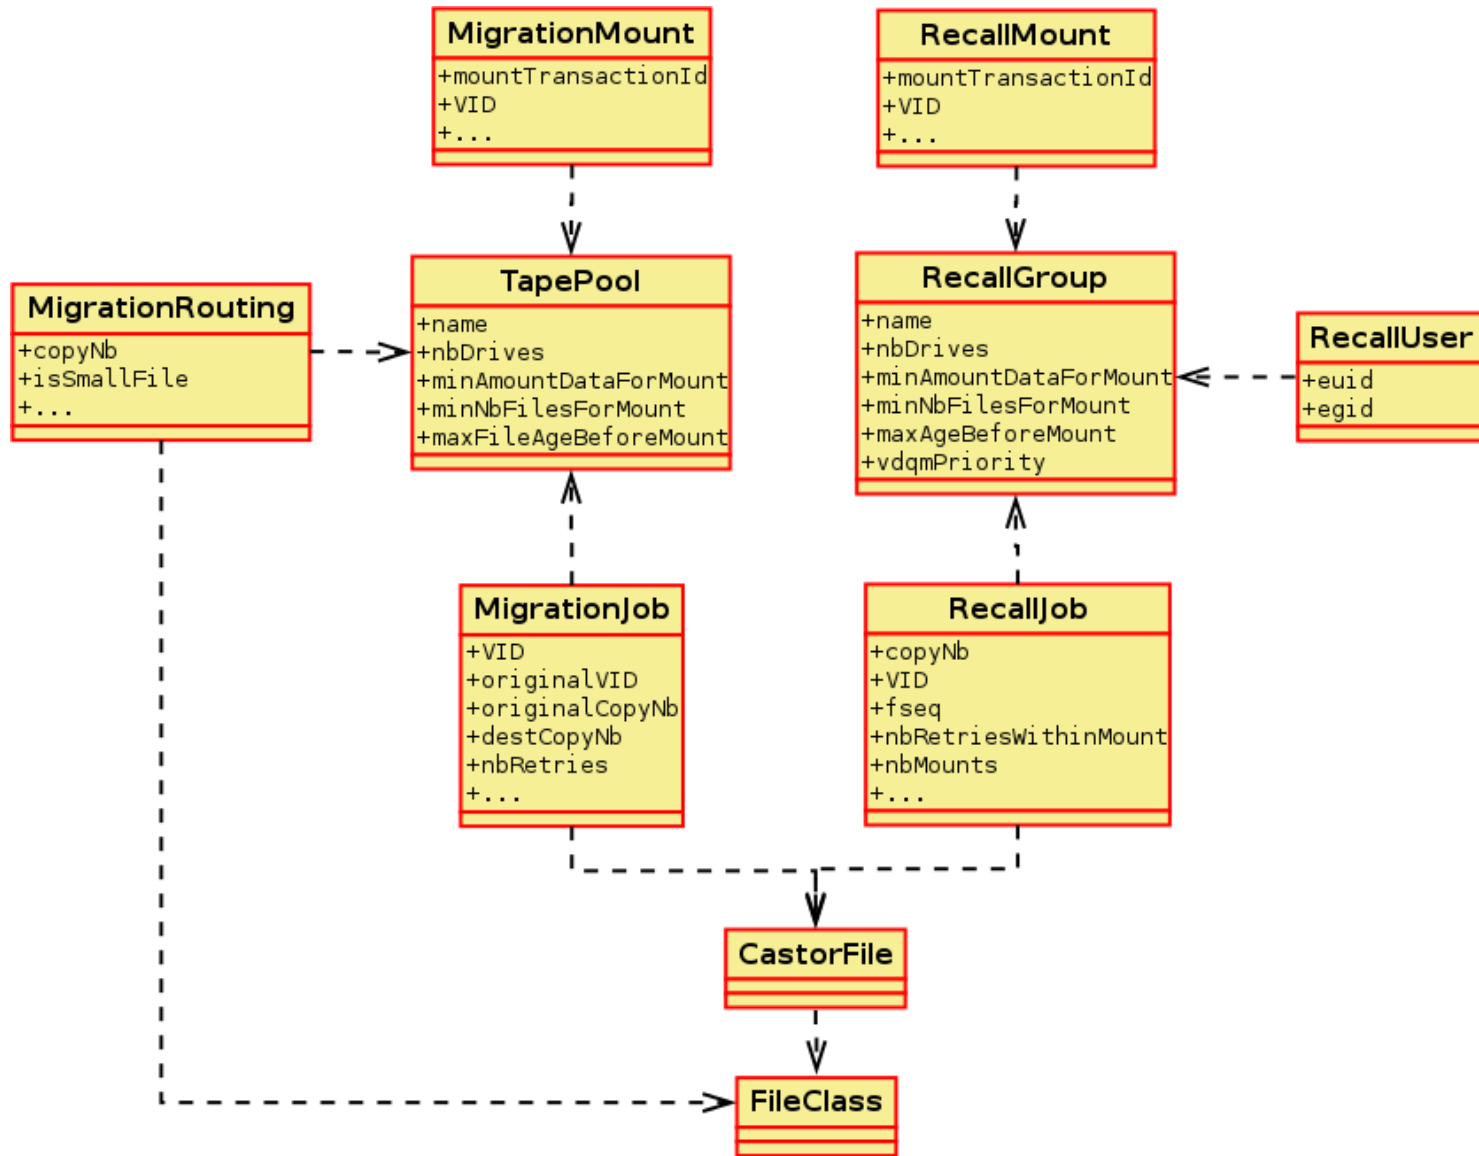 MigrationMount
+mountTransactionId
+VID
+...
RecallMount
+mountTransactionId
+VID
+...
MigrationRouting
+copyNb
+isSmallFile
+...
TapePool
+name
+nbDrives
+minAmountDataForMount
+minNbFilesForMount
+maxFileAgeBeforeMount
RecallGroup
+name
+nbDrives
+minAmountDataForMount
+minNbFilesForMount
+maxAgeBeforeMount
+vdqmPriority
RecallUser
+euid
+egid
MigrationJob
+VID
+originalVID
+originalCopyNb
+destCopyNb
+nbRetries
+...
RecallJob
+copyNb
+VID
+fseq
+nbRetriesWithinMount
+nbMounts
+...
CastorFile
FileClass